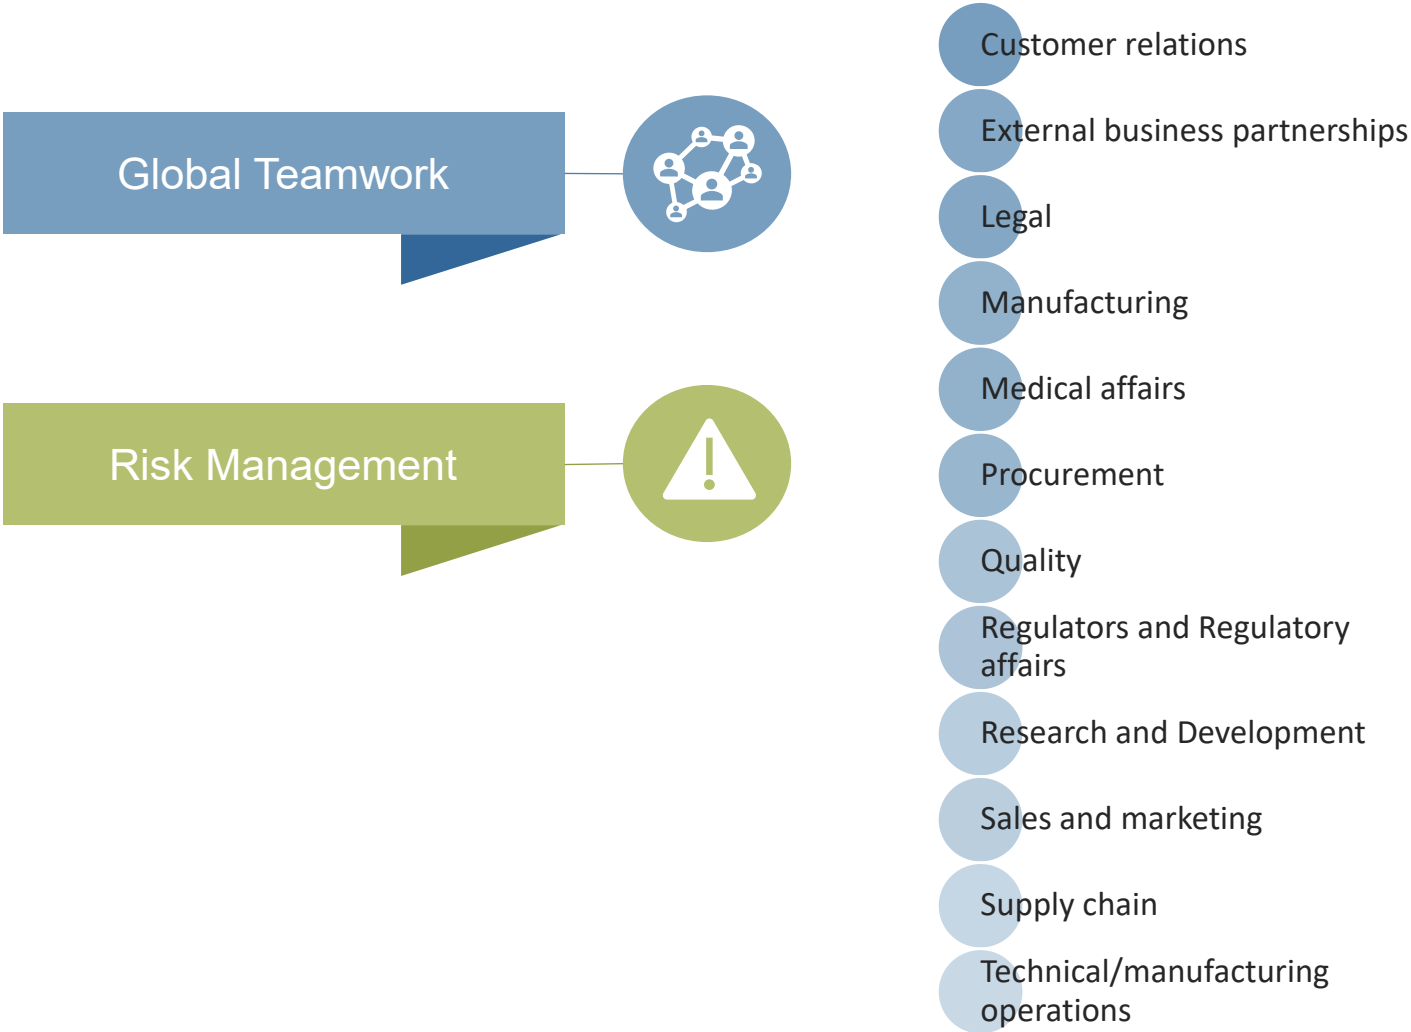 Global Teamwork
Risk Management
Customer relations
External business partnerships
Legal
Manufacturing
Medical affairs
Procurement
Quality
Regulators and Regulatory
affairs
Research and Development
Sales and marketing
Supply chain
Technical/manufacturing
operations